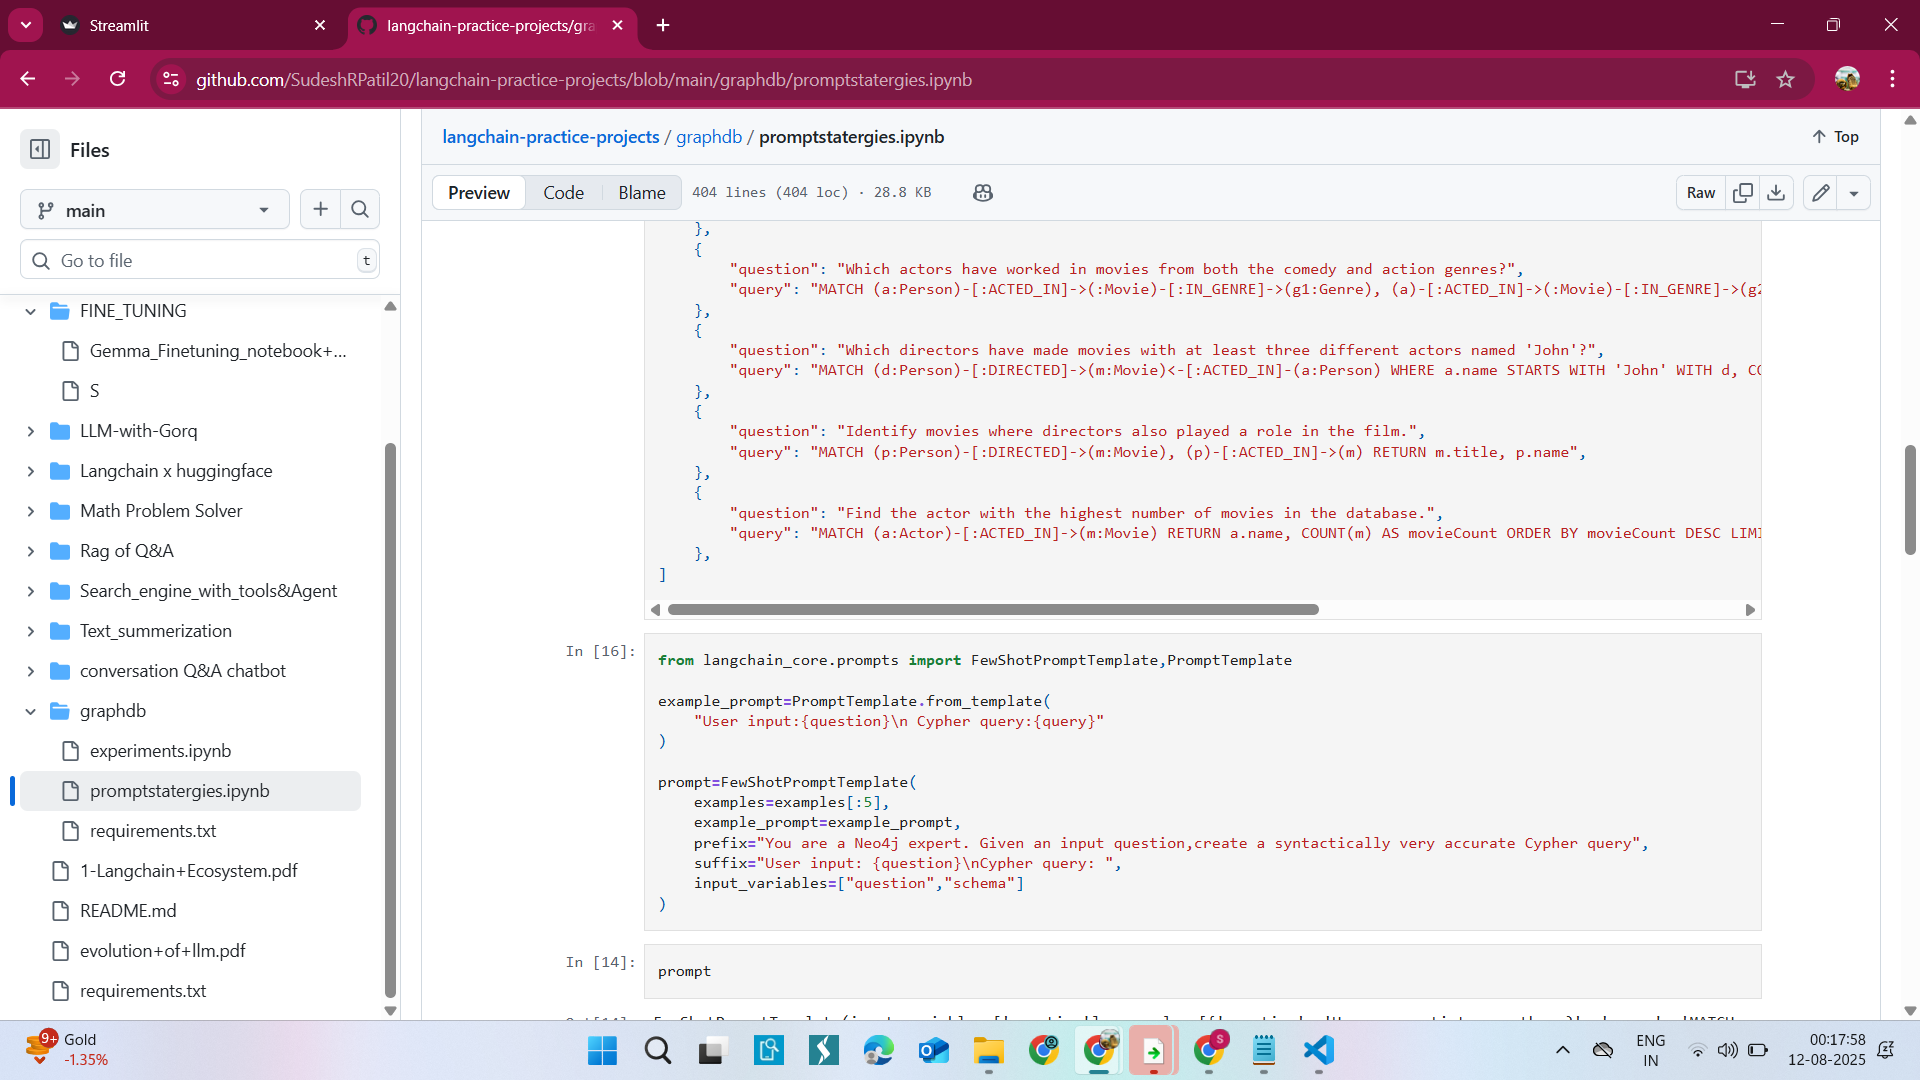 Streamlit
langchain-practice-projects/gra
github.com/SudeshRPatil20/langchain-practice-projects/blob/main/graphdb/promptstatergies.ipynb
Files
main
Go to file
t
FINE_TUNING
Gemma_Finetuning_notebook+...
S
LLM-with-Gorq
Langchain x huggingface
Math Problem Solver
Rag of Q&A
Search_engine_with_tools&Agent
Text_summerization
conversation Q&A chatbot
graphdb
experiments.ipynb
promptstatergies.ipynb
requirements.txt
1-Langchain+Ecosystem.pdf
README.md
evolution+of+llm.pdf
requirements.txt
langchain-practice-projects / graphdb / promptstatergies.ipynb
Top
Preview Code Blame 404 lines (404 loc) · 28.8 KB
Raw
},
{
"question": "Which actors have worked in movies from both the comedy and action genres?",
"query": "MATCH (a:Person)-[:ACTED_IN]->(:Movie)-[:IN_GENRE]->(g1:Genre), (a)-[:ACTED_IN]->(:Movie)-[:IN_GENRE]->(g2
},
{
"question": "Which directors have made movies with at least three different actors named 'John'?",
"query": "MATCH (d:Person)-[:DIRECTED]->(m:Movie)<-[:ACTED_IN]-(a:Person) WHERE a.name STARTS WITH 'John' WITH d, CO
},
{
"question": "Identify movies where directors also played a role in the film.",
"query": "MATCH (p:Person)-[:DIRECTED]->(m:Movie), (p)-[:ACTED_IN]->(m) RETURN m.title, p.name",
},
{
"question": "Find the actor with the highest number of movies in the database.",
"query": "MATCH (a:Actor)-[:ACTED_IN]->(m:Movie) RETURN a.name, COUNT(m) AS movieCount ORDER BY movieCount DESC LIMI
},
]
In [16]:
from langchain_core.prompts import FewShotPromptTemplate,PromptTemplate
example_prompt=PromptTemplate.from_template(
"User input:{question}\n Cypher query:{query}"
)
prompt=FewShotPromptTemplate(
examples=examples[:5],
example_prompt=example_prompt,
prefix="You are a Neo4j expert. Given an input question,create a syntactically very accurate Cypher query",
suffix="User input: {question}\nCypher query: ",
input_variables=["question","schema"]
)
In [14]:
prompt
9+
Gold
-1.35%
S
ENG
IN
00:17:58
12-08-2025